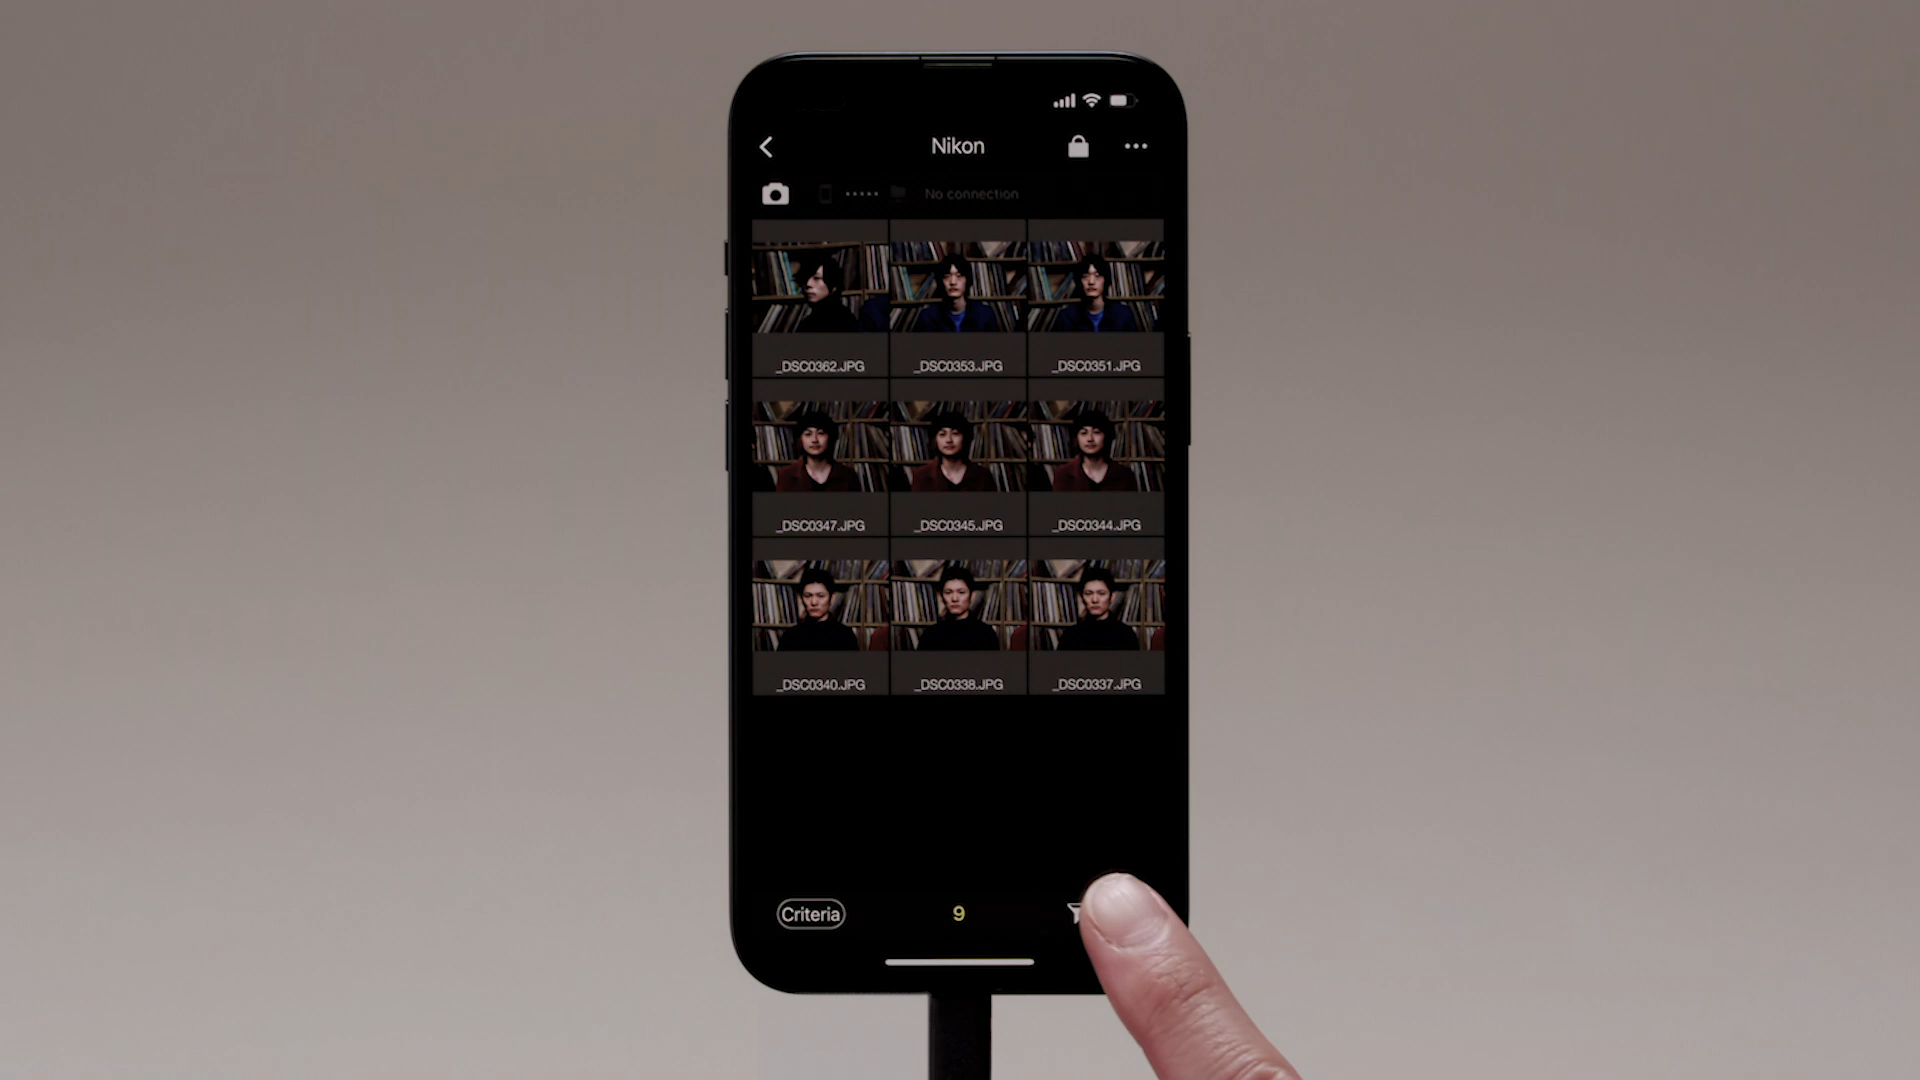 Nikon
No connection
_DSC0362.JPG _DSC0353.JPG _DSC0351.JPG
_DSC0347.JPG _DSC0345.JPG _DSC0344.JPG
_DSC0340.JPG _DSC0338.JPG _DSC0337.JPG
Criteria 9